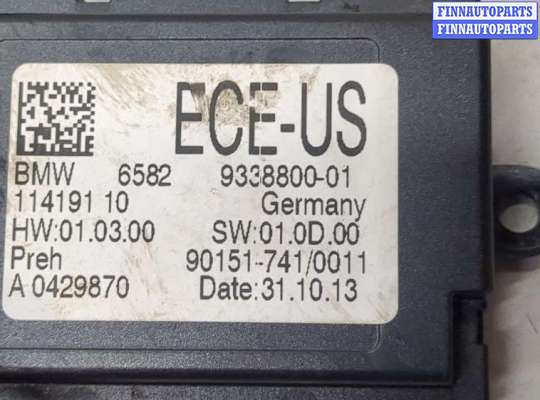 FINNAUTOPARTS
FINNAUTOPARTS
ECE-US
BMW 6582 9338800-01
114191 10 Germany
HW:01.03.00 SW:01.0D.00
Preh 90151-741/0011
A 0429870 Date:31.10.13